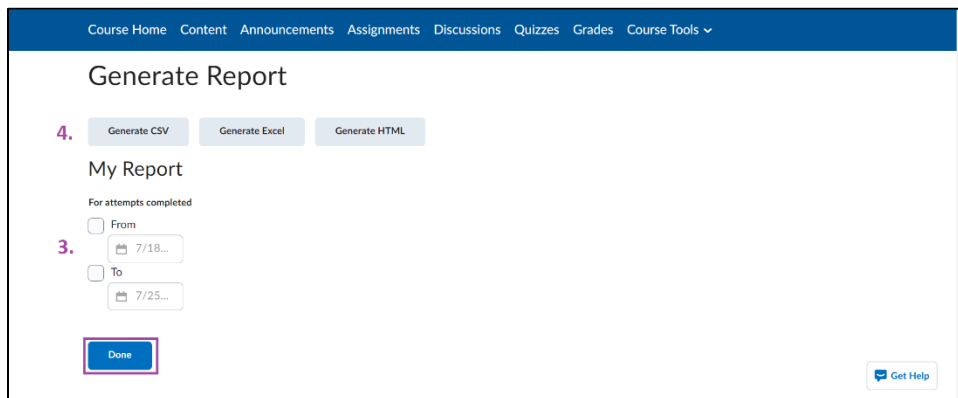 Course Home Content Announcements Assignments Discussions Quizzes Grades Course Tools
Generate Report
4. Generate CSV Generate Excel Generate HTML
My Report
For attempts completed
From
3. 7/18...
To
7/25...
Done
Get Help